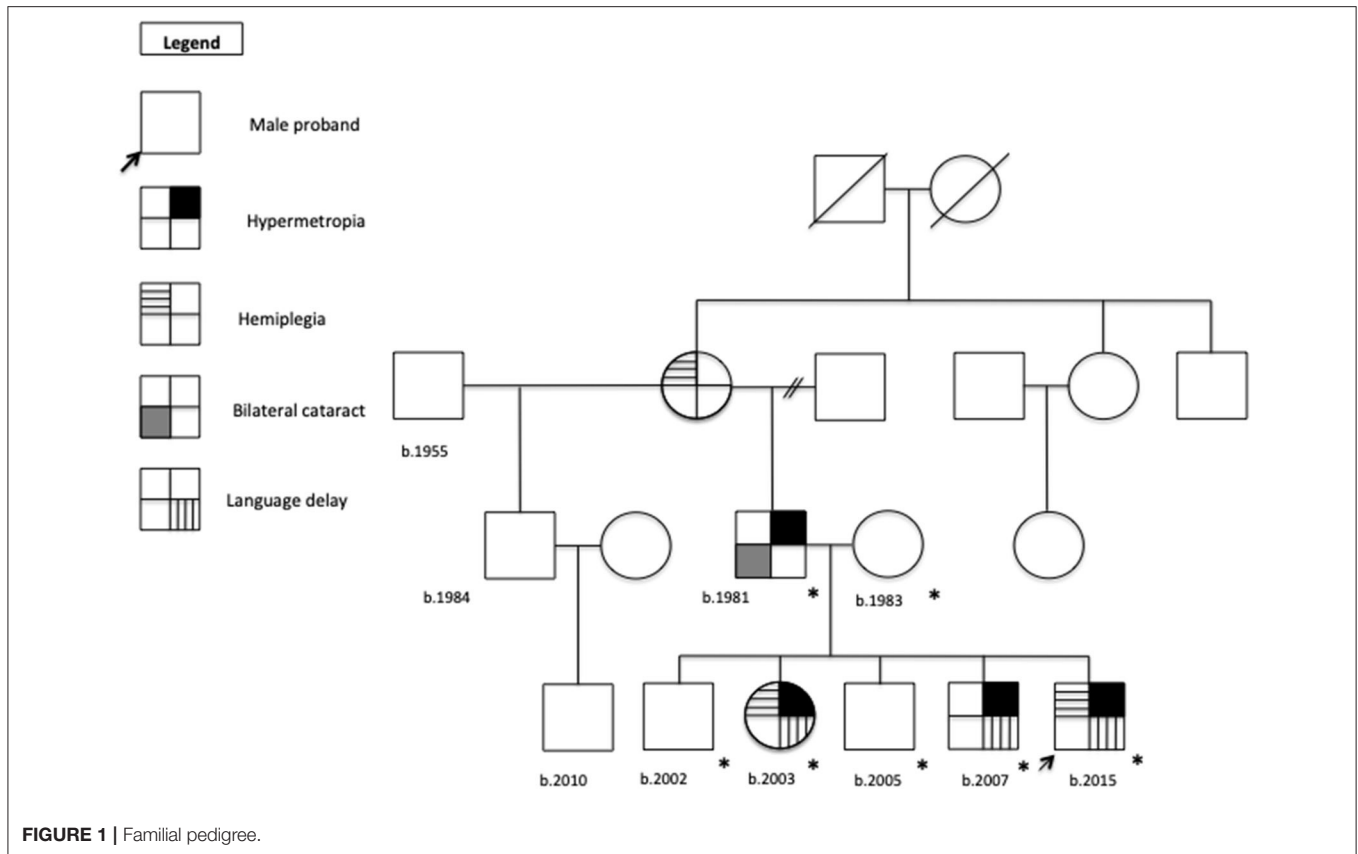 Legend
Male proband
Hypermetropia
Hemiplegia
Bilateral cataract
Language delay
b.1955
b.1984
b.1981 *
b.1983 *
b.2010
b.2002 *
b.2003 *
b.2005 *
b.2007 *
b.2015 *
FIGURE 1 | Familial pedigree.